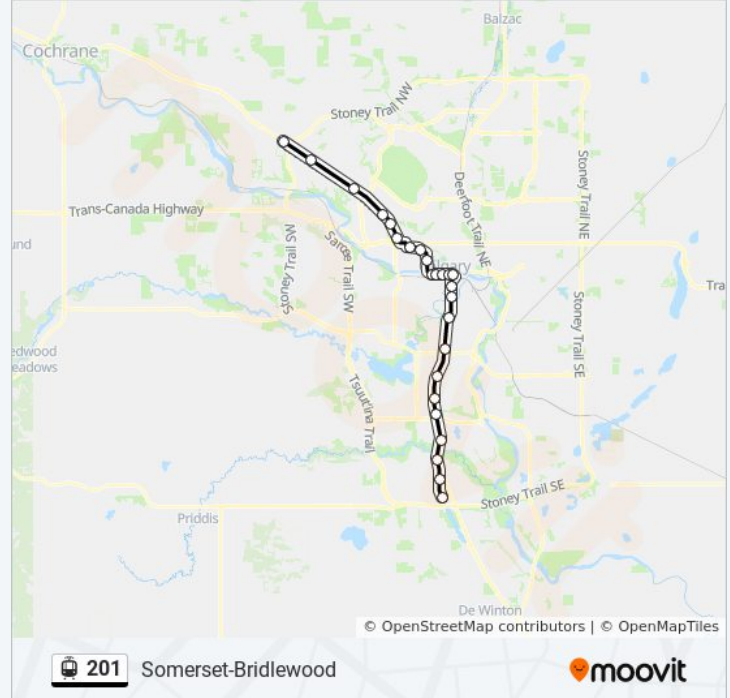 Balzac
Cochrane
Stoney Trail NW
Stoney Trail NE
Deerfoot Trail NE
Trans-Canada Highway
und
Sarcee Trail SW
Stoney Trail SW
lgary
Tra
Stoney Trail SE
edwood
eadows
Tsuut'ina Trail
Stoney Trail SE
Priddis
De Winton
© OpenStreetMap contributors | © OpenMapTiles
201 Somerset-Bridlewood
moovit